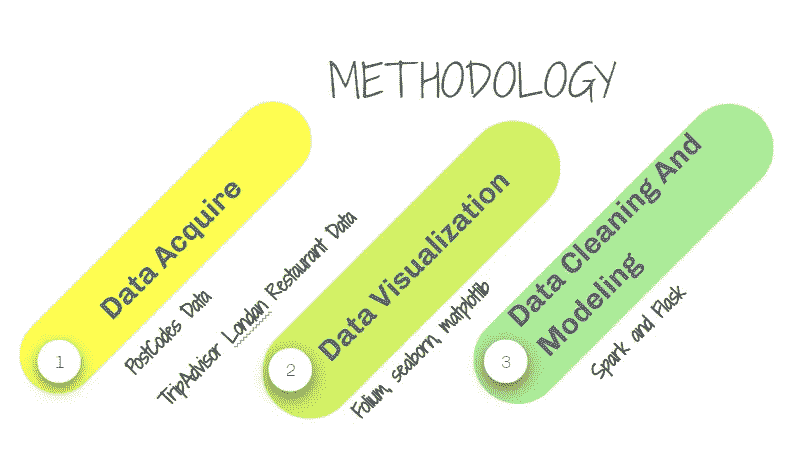 METHODOLOGY
1
Data Acquire
PostCodes Data
TripAdvisor Londan Restaurant Data
2
Data Visualization
Folium, seaborn, matplotlib
3
Data Cleaning And
Modeling
Spark and Flask